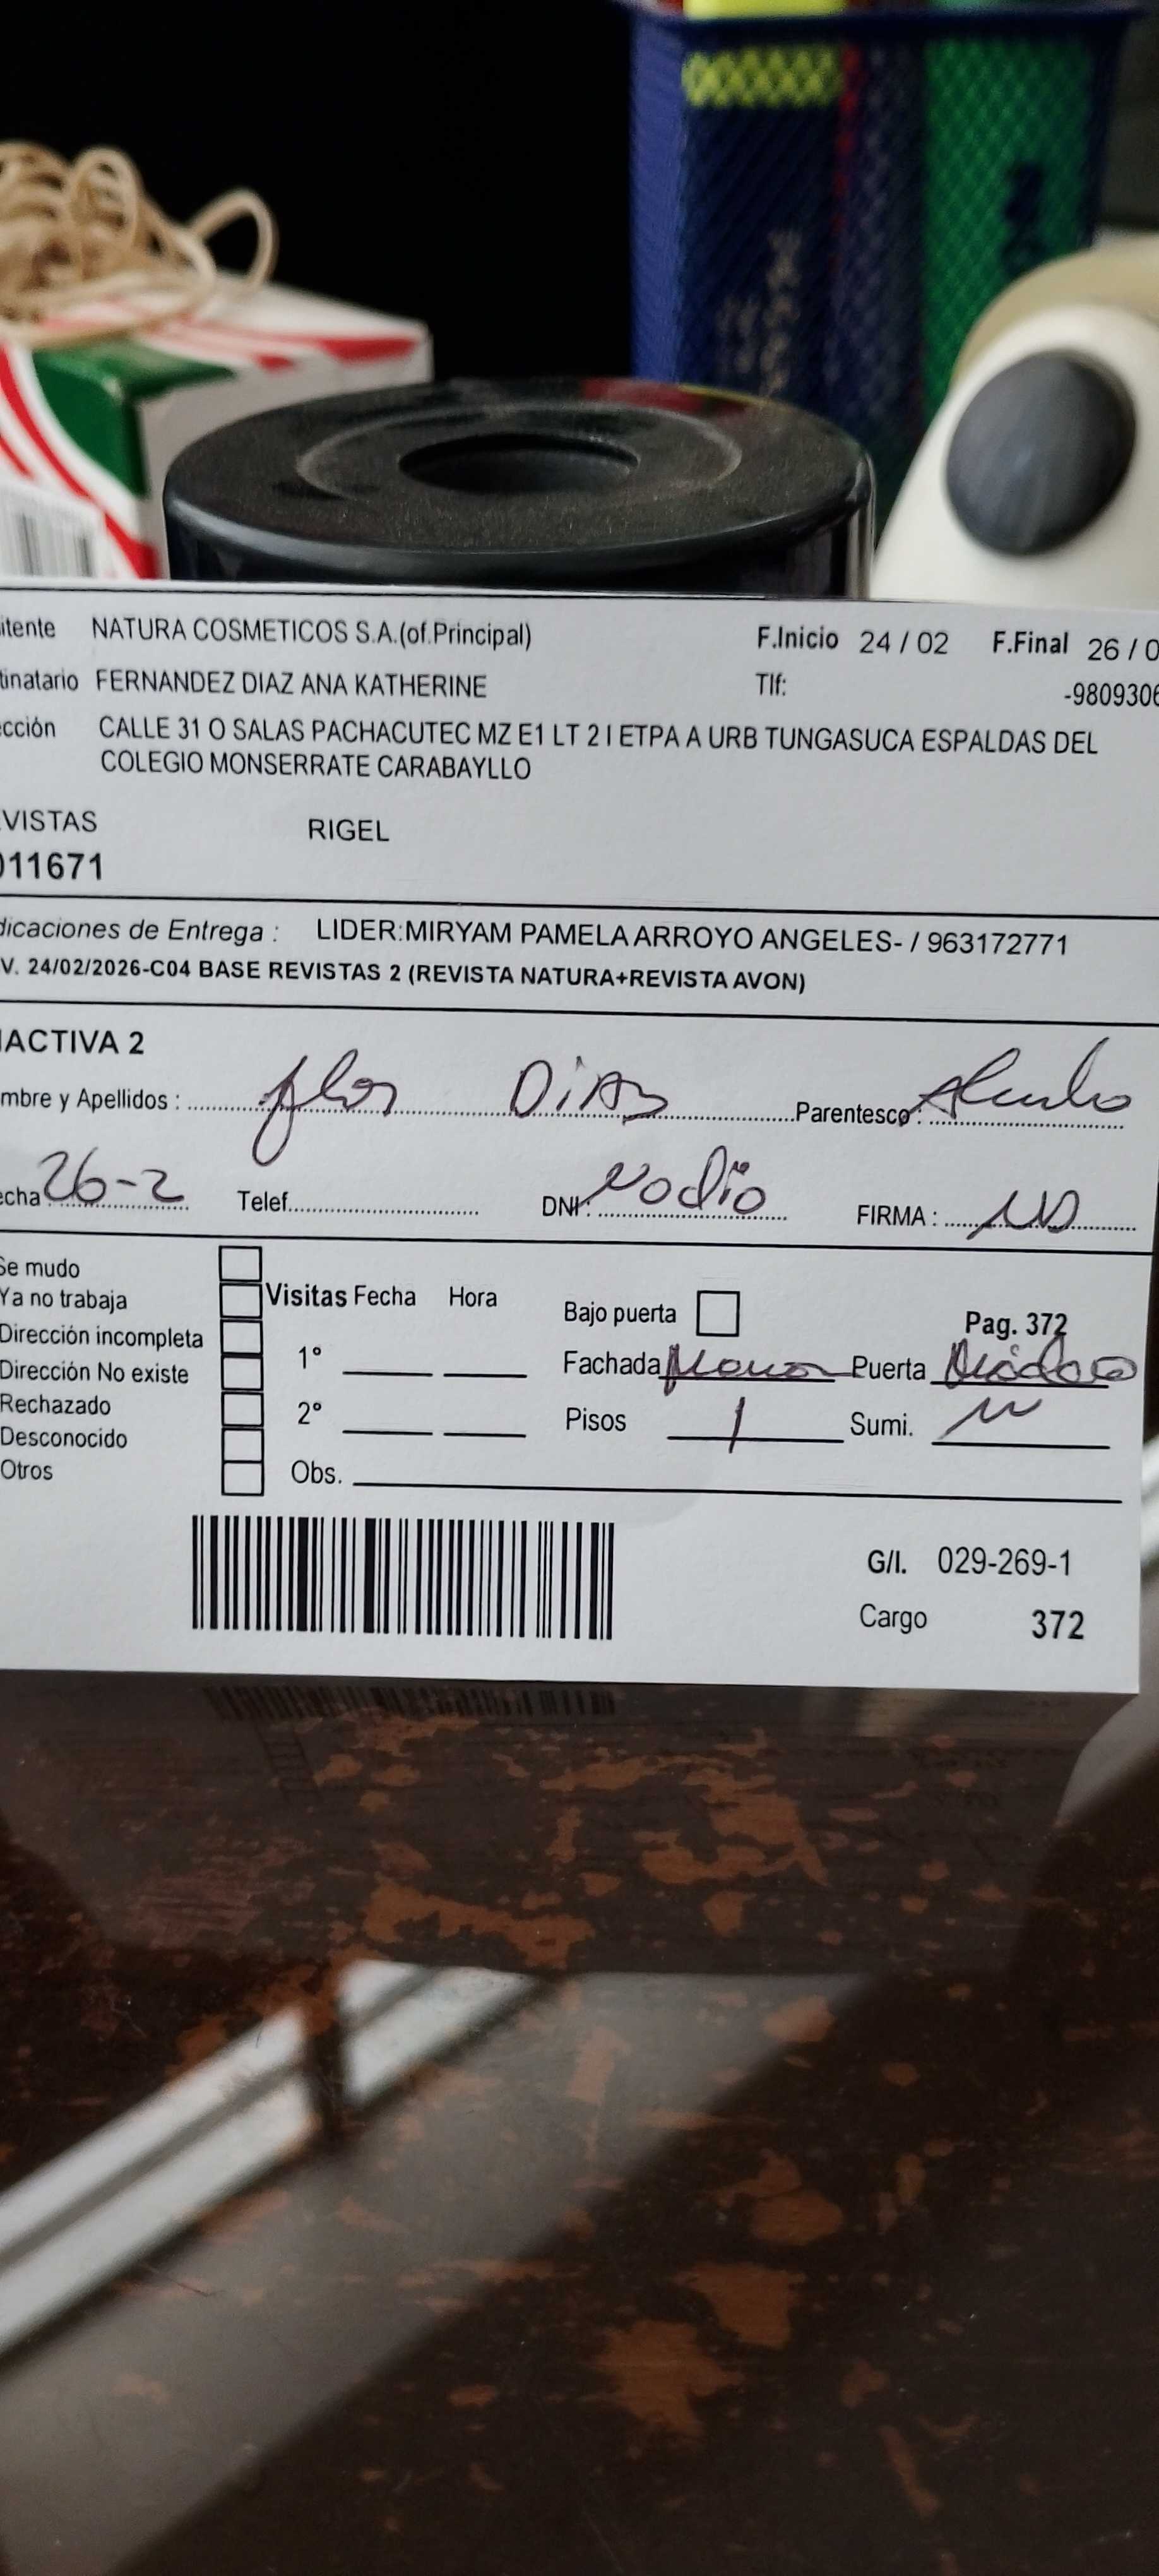 itente NATURA COSMETICOS S.A.(of.Principal) F.Inicio 24 / 02 F.Final 26 / 0
tinatario FERNANDEZ DIAZ ANA KATHERINE Tlf: -9809306
cción CALLE 31 O SALAS PACHACUTEC MZ E1 LT 2 I ETPA A URB TUNGASUCA ESPALDAS DEL
COLEGIO MONSERRATE CARABAYLLO
VISTAS RIGEL
011671
dicaciones de Entrega : LIDER:MIRYAM PAMELA ARROYO ANGELES- / 963172771
V. 24/02/2026-C04 BASE REVISTAS 2 (REVISTA NATURA+REVISTA AVON)
ACTIVA 2
mbre y Apellidos : flor DiAz Parentesco :
echa 26-2 Telef. DNI: No dio FIRMA :
Se mudo
Ya no trabaja Visitas Fecha Hora Bajo puerta Pag. 372
Dirección incompleta 1° Fachada Puerta
Dirección No existe
Rechazado 2° Pisos 1 Sumi.
Desconocido
Otros Obs.
G/I. 029-269-1
Cargo 372